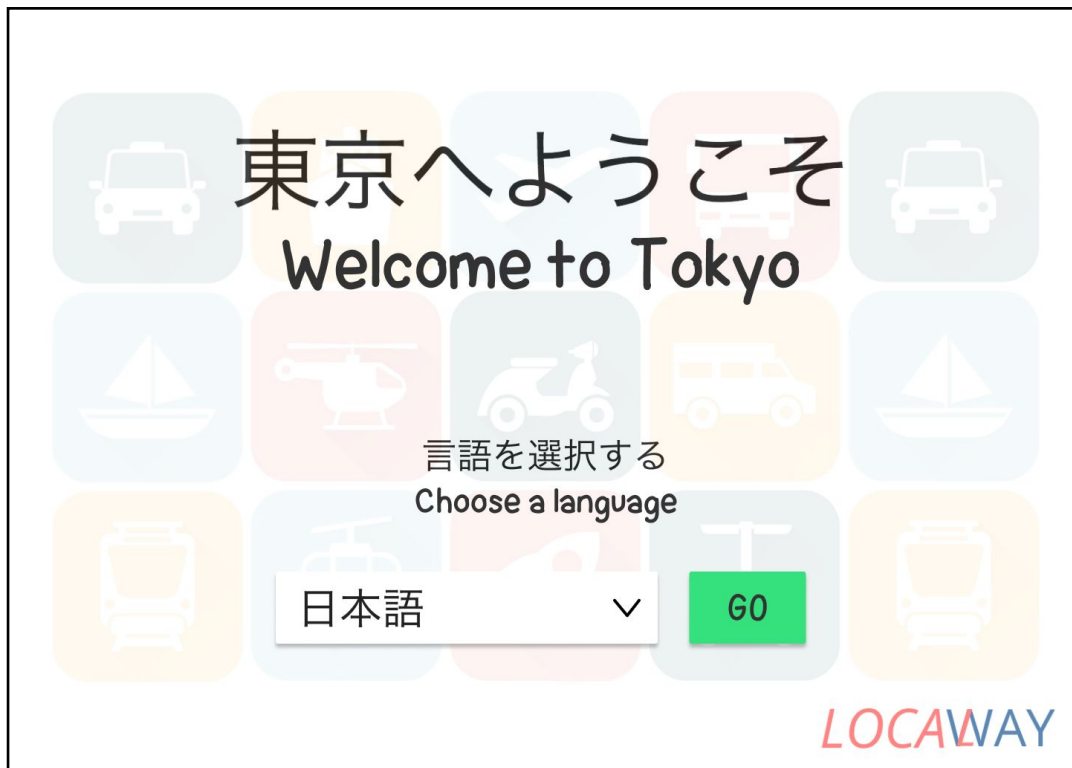 東京へようこそ
Welcome to Tokyo
言語を選択する
Choose a language
日本語
GO
LOCALWAY